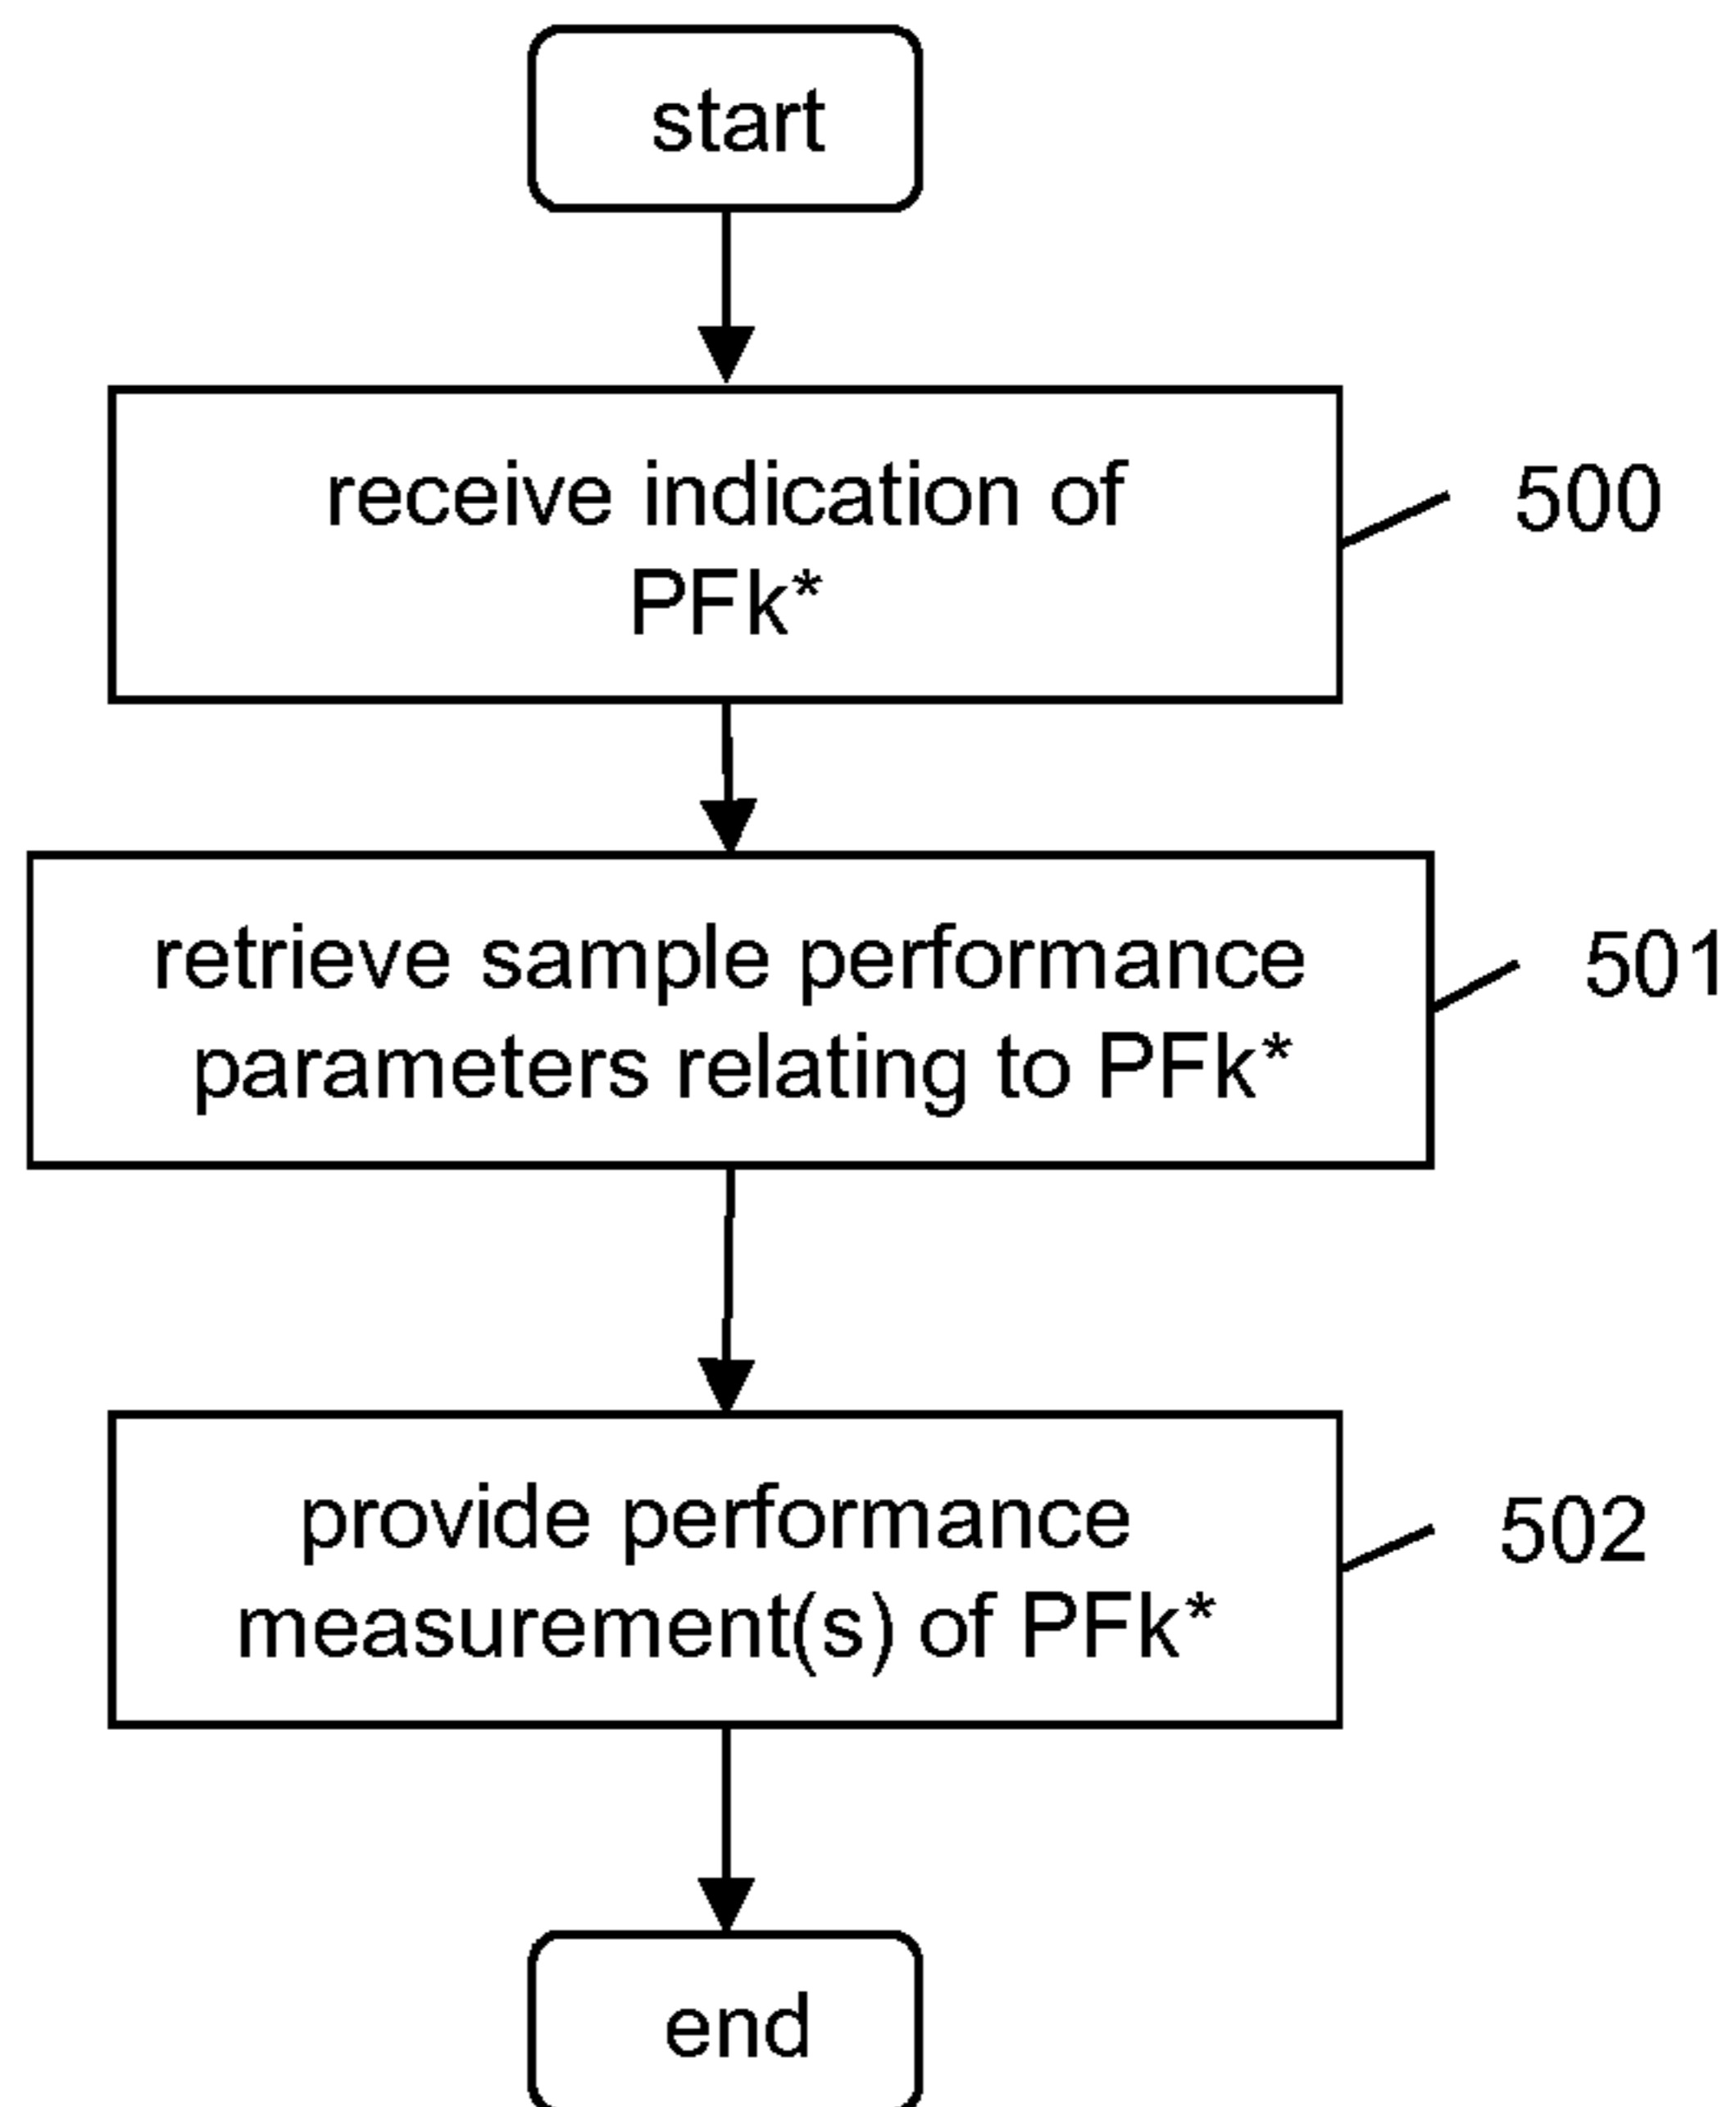 start
receive indication of
PFk*
500
retrieve sample performance
parameters relating to PFk*
501
provide performance
measurement(s) of PFk*
502
end